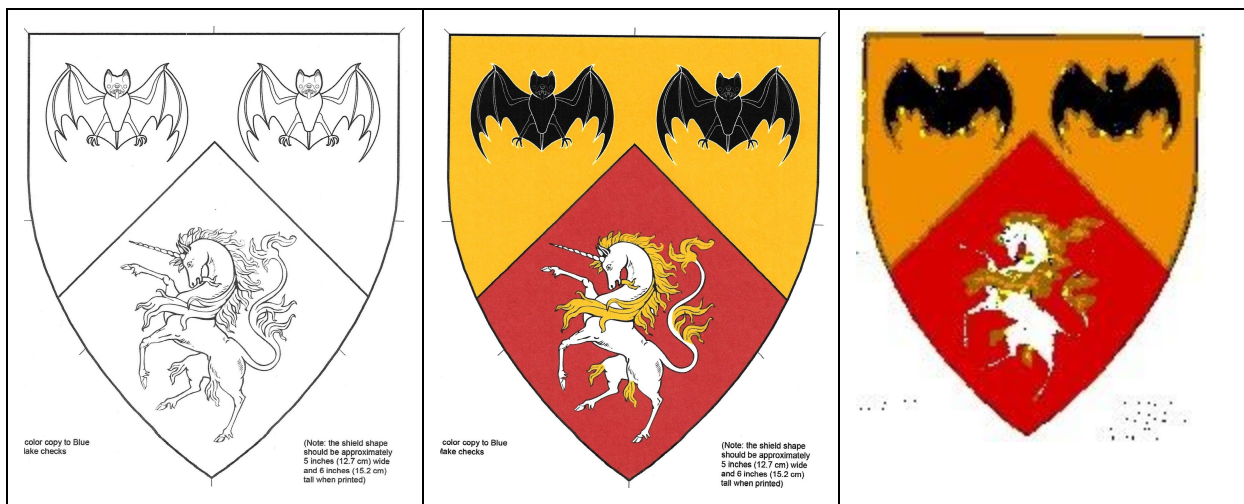 color copy to Blue
lake checks
(Note: the shield shape
should be approximately
5 inches (12.7 cm) wide
and 6 inches (15.2 cm)
tall when printed)
color copy to Blue
lake checks
(Note: the shield shape
should be approximately
5 inches (12.7 cm) wide
and 6 inches (15.2 cm)
tall when printed)